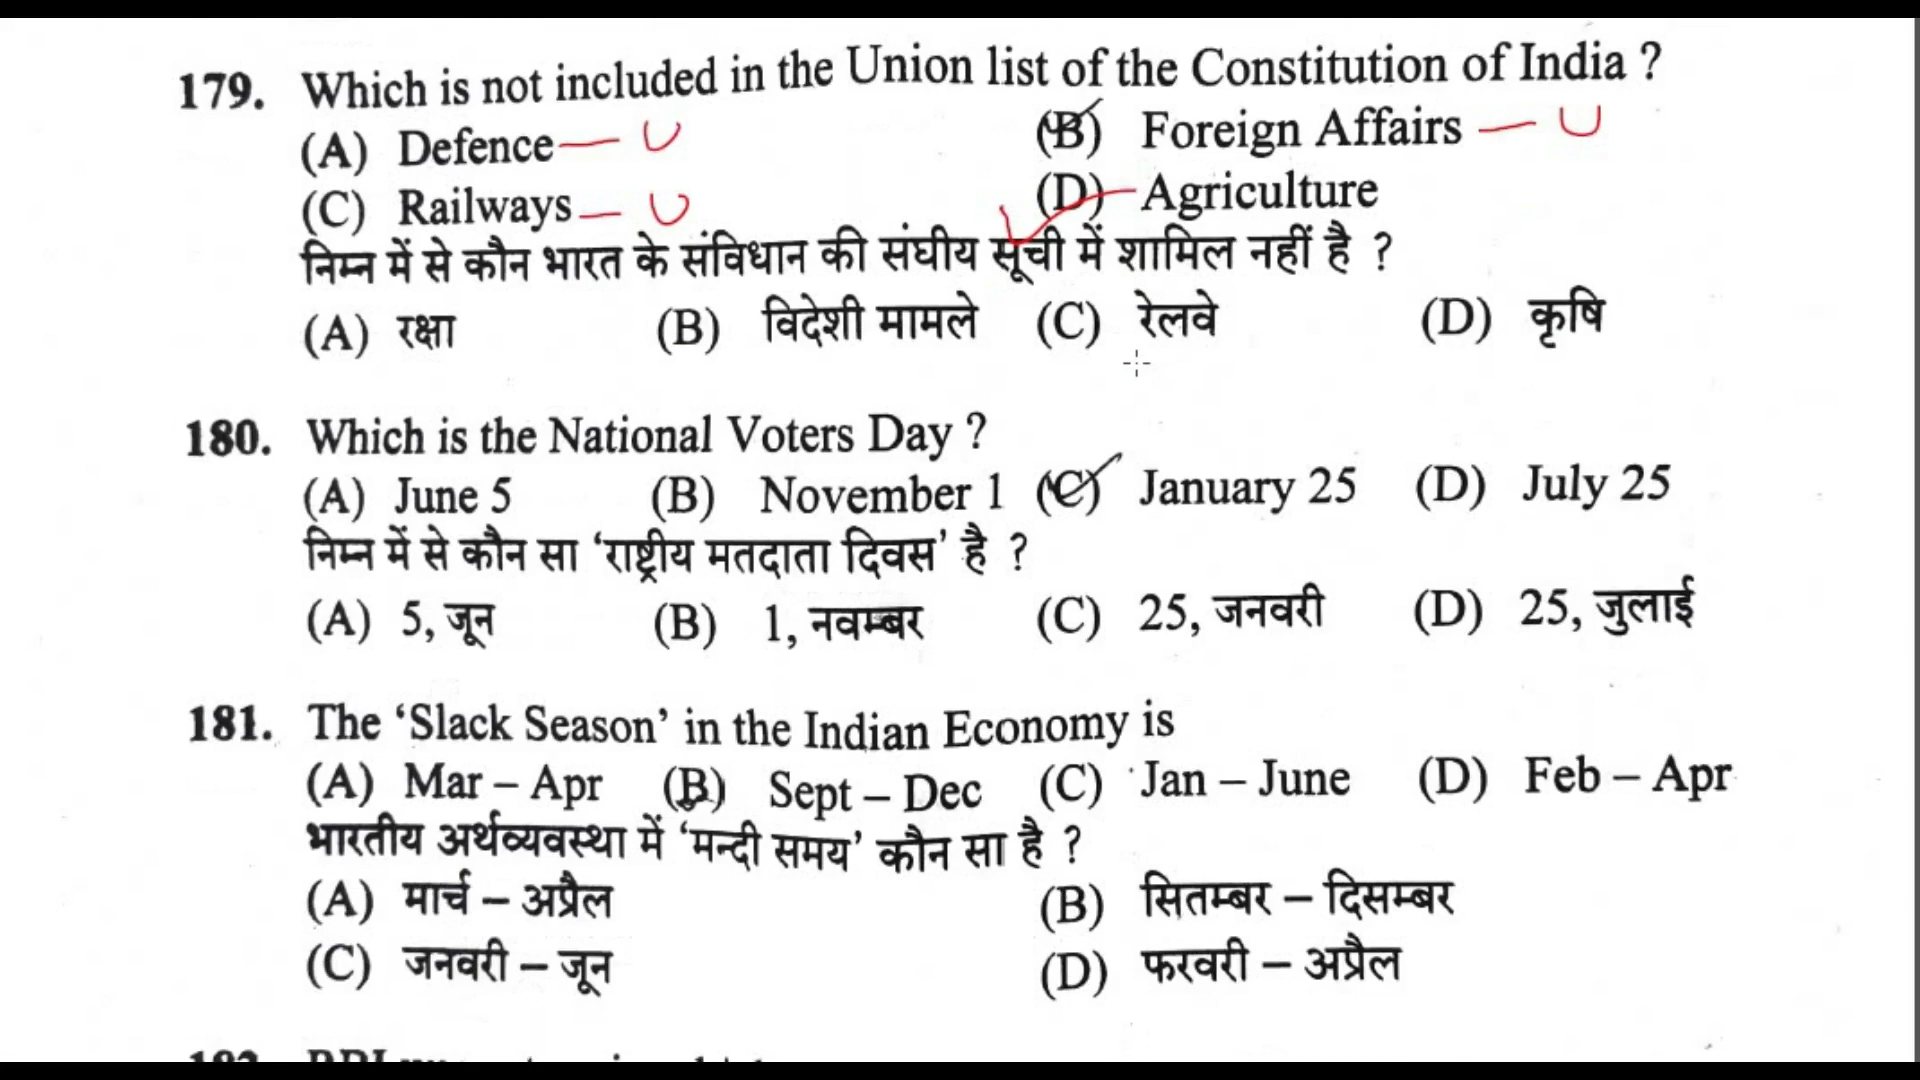 179. Which is not included in the Union list of the Constitution of India ?
(A) Defence — U (B) Foreign Affairs — U
(C) Railways — U (D) Agriculture
निम्न में से कौन भारत के संविधान की संघीय सूची में शामिल नहीं है ?
(A) रक्षा (B) विदेशी मामले (C) रेलवे (D) कृषि
180. Which is the National Voters Day ?
(A) June 5 (B) November 1 (C) January 25 (D) July 25
निम्न में से कौन सा ‘राष्ट्रीय मतदाता दिवस’ है ?
(A) 5, जून (B) 1, नवम्बर (C) 25, जनवरी (D) 25, जुलाई
181. The ‘Slack Season’ in the Indian Economy is
(A) Mar – Apr (B) Sept – Dec (C) Jan – June (D) Feb – Apr
भारतीय अर्थव्यवस्था में ‘मन्दी समय’ कौन सा है ?
(A) मार्च – अप्रैल (B) सितम्बर – दिसम्बर
(C) जनवरी – जून (D) फरवरी – अप्रैल